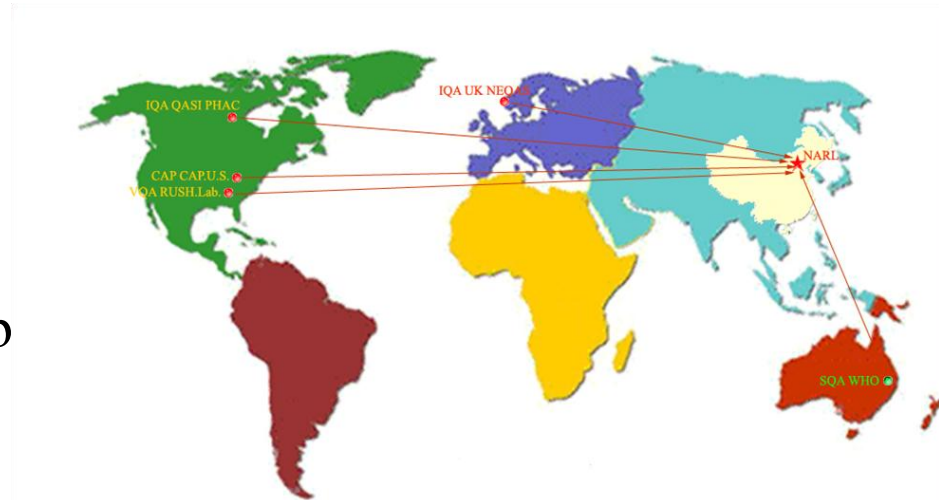 IQA UK NEQAS
IQA QASI PHAC
NARL
CAP CAP.U.S.
VQA RUSH.Lab.
SQA WHO